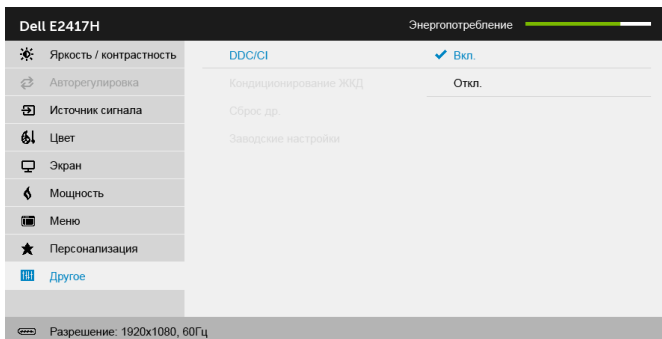 Dell E2417H
Энергопотребление
Яркость / контрастность
Авторегулировка
Источник сигнала
Цвет
Экран
Мощность
Меню
Персонализация
Другое
DDC/CI
Кондиционирование ЖКД
Сброс др.
Заводские настройки
Вкл.
Откл.
Разрешение: 1920x1080, 60Гц